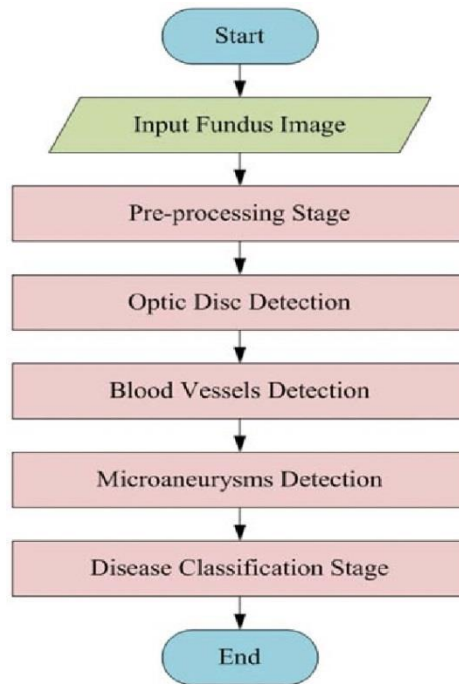 Start
Input Fundus Image
Pre-processing Stage
Optic Disc Detection
Blood Vessels Detection
Microaneurysms Detection
Disease Classification Stage
End